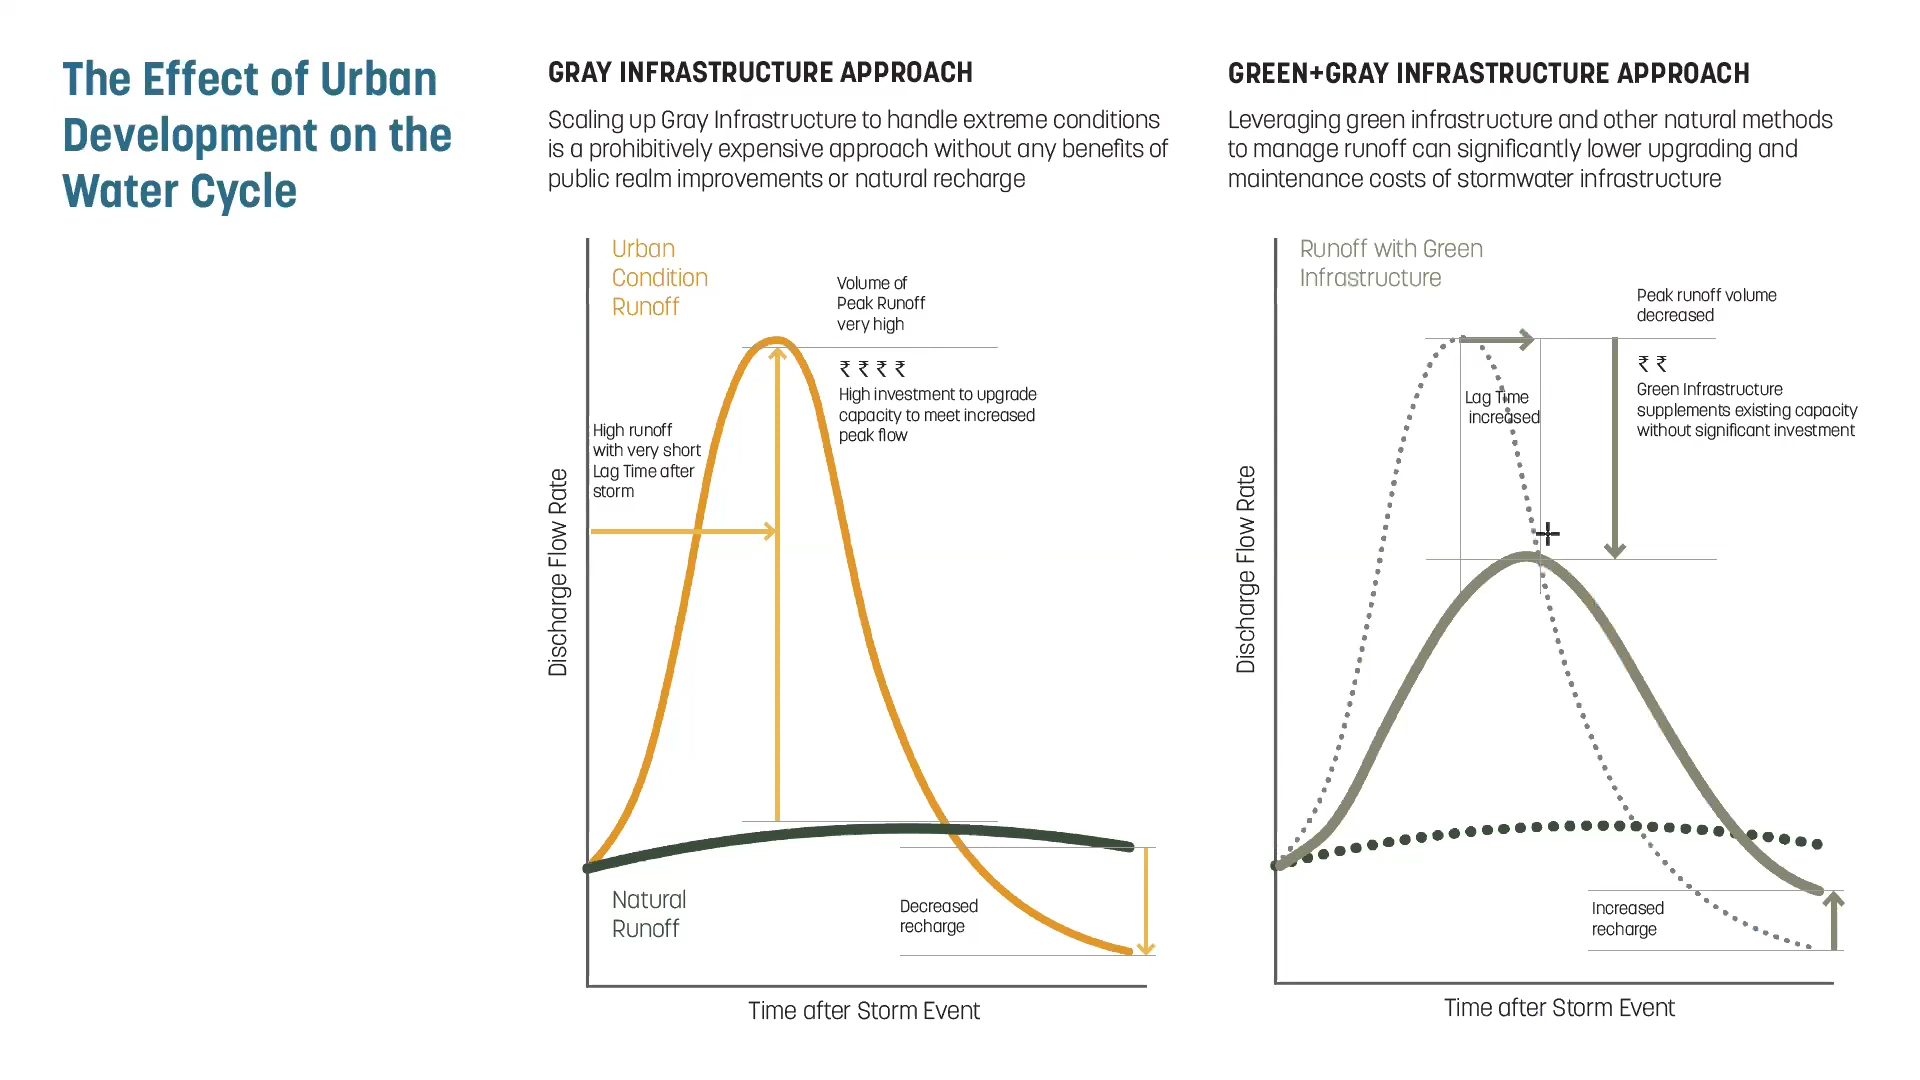 The Effect of Urban
Development on the
Water Cycle
GRAY INFRASTRUCTURE APPROACH
Scaling up Gray Infrastructure to handle extreme conditions
is a prohibitively expensive approach without any benefits of
public realm improvements or natural recharge
Urban
Condition
Runoff
Volume of
Peak Runoff
very high
₹ ₹ ₹ ₹
High investment to upgrade
capacity to meet increased
peak flow
High runoff
with very short
Lag Time after
storm
Discharge Flow Rate
Natural
Runoff
Decreased
recharge
Time after Storm Event
GREEN+GRAY INFRASTRUCTURE APPROACH
Leveraging green infrastructure and other natural methods
to manage runoff can significantly lower upgrading and
maintenance costs of stormwater infrastructure
Runoff with Green
Infrastructure
Peak runoff volume
decreased
₹ ₹
Green Infrastructure
supplements existing capacity
without significant investment
Lag Time
increased
Discharge Flow Rate
Increased
recharge
Time after Storm Event